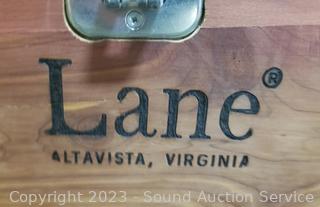 Lane®
ALTAVISTA, VIRGINIA
Copyright 2023 - Sound Auction Service